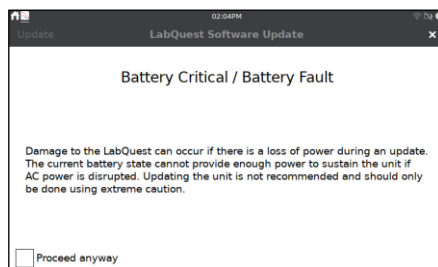 02:04PM
Update LabQuest Software Update ×
Battery Critical / Battery Fault
Damage to the LabQuest can occur if there is a loss of power during an update.
The current battery state cannot provide enough power to sustain the unit if
AC power is disrupted. Updating the unit is not recommended and should only
be done using extreme caution.
Proceed anyway